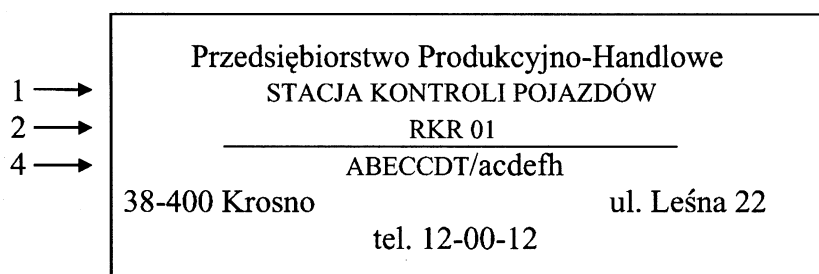 Przedsiębiorstwo Produkcyjno-Handlowe
1 → STACJA KONTROLI POJAZDÓW
2 → RKR 01
4 → ABECCDT/acdefh
38-400 Krosno ul. Leśna 22
tel. 12-00-12